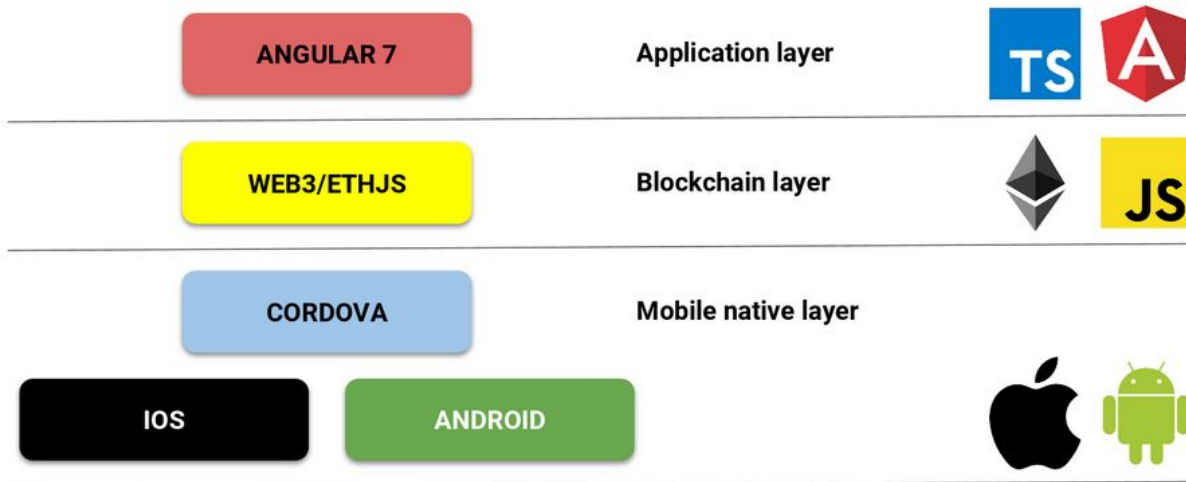 ANGULAR 7 Application layer TS A
WEB3/ETHJS Blockchain layer JS
CORDOVA Mobile native layer
IOS ANDROID